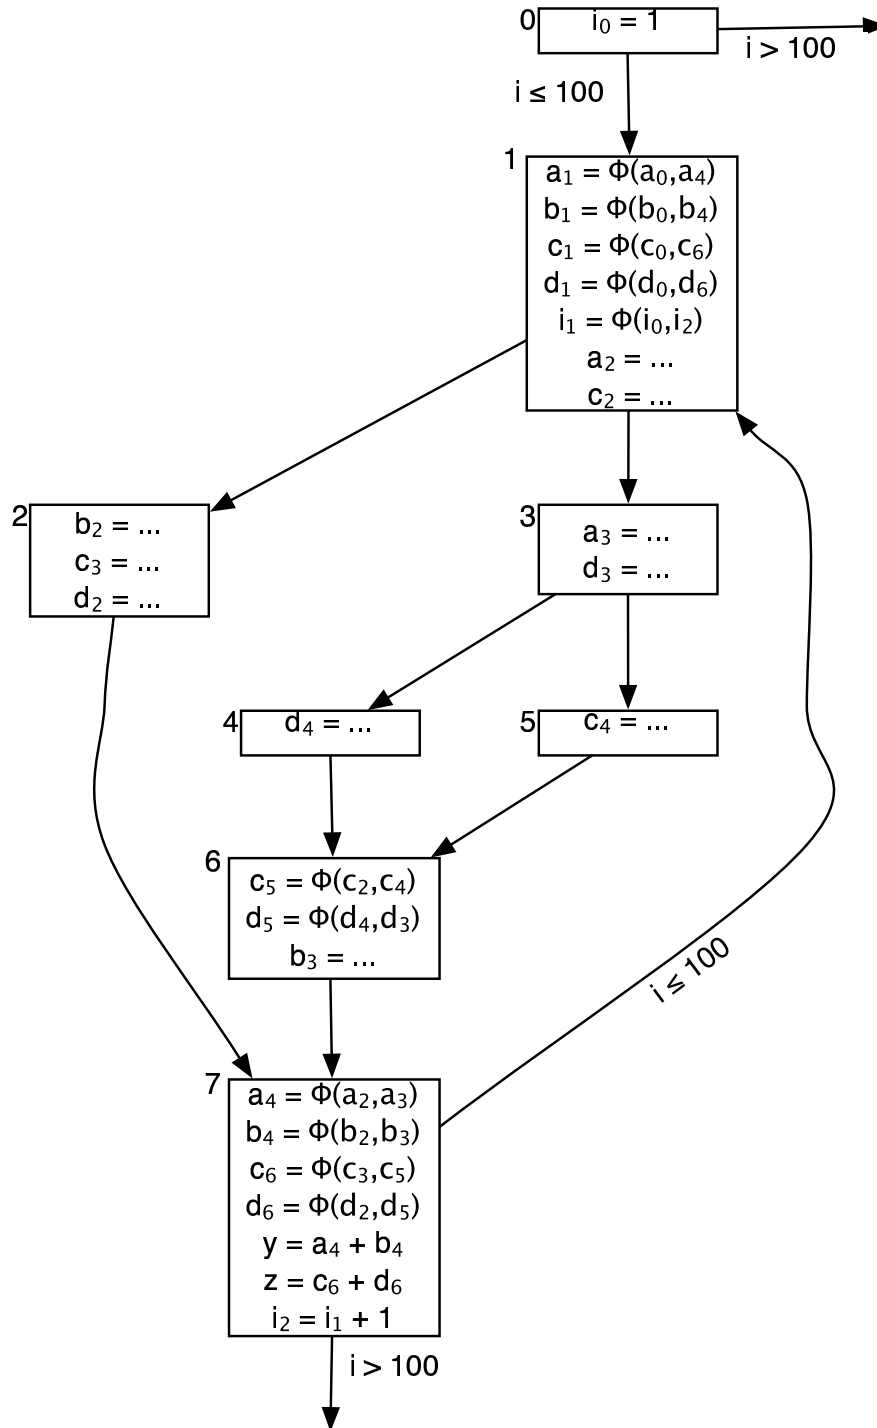 0
i₀ = 1
i > 100
i ≤ 100
1
a₁ = Φ(a₀,a₄)
b₁ = Φ(b₀,b₄)
c₁ = Φ(c₀,c₆)
d₁ = Φ(d₀,d₆)
i₁ = Φ(i₀,i₂)
a₂ = ...
c₂ = ...
2
b₂ = ...
c₃ = ...
d₂ = ...
3
a₃ = ...
d₃ = ...
4
d₄ = ...
5
c₄ = ...
6
c₅ = Φ(c₂,c₄)
d₅ = Φ(d₄,d₃)
b₃ = ...
i ≤ 100
7
a₄ = Φ(a₂,a₃)
b₄ = Φ(b₂,b₃)
c₆ = Φ(c₃,c₅)
d₆ = Φ(d₂,d₅)
y = a₄ + b₄
z = c₆ + d₆
i₂ = i₁ + 1
i > 100